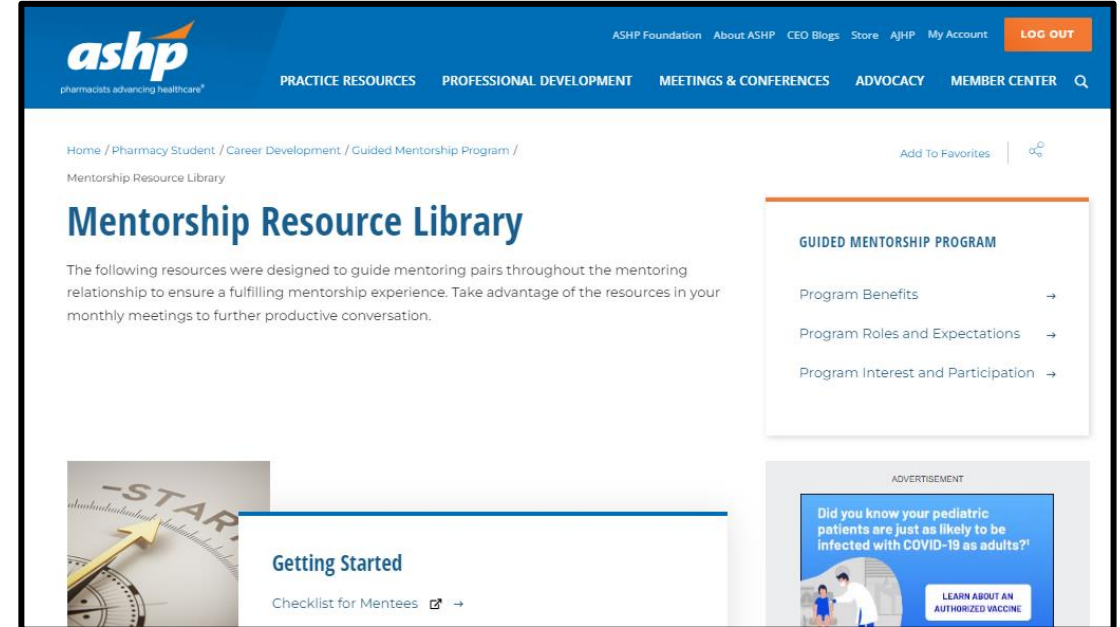 ashp
pharmacists advancing healthcare®
ASHP Foundation About ASHP CEO Blogs Store AJHP My Account LOG OUT
PRACTICE RESOURCES PROFESSIONAL DEVELOPMENT MEETINGS & CONFERENCES ADVOCACY MEMBER CENTER
Home / Pharmacy Student / Career Development / Guided Mentorship Program /
Mentorship Resource Library
Add To Favorites
Mentorship Resource Library
The following resources were designed to guide mentoring pairs throughout the mentoring
relationship to ensure a fulfilling mentorship experience. Take advantage of the resources in your
monthly meetings to further productive conversation.
GUIDED MENTORSHIP PROGRAM
Program Benefits →
Program Roles and Expectations →
Program Interest and Participation →
-STAR
Getting Started
Checklist for Mentees →
ADVERTISEMENT
Did you know your pediatric
patients are just as likely to be
infected with COVID-19 as adults?¹
LEARN ABOUT AN
AUTHORIZED VACCINE